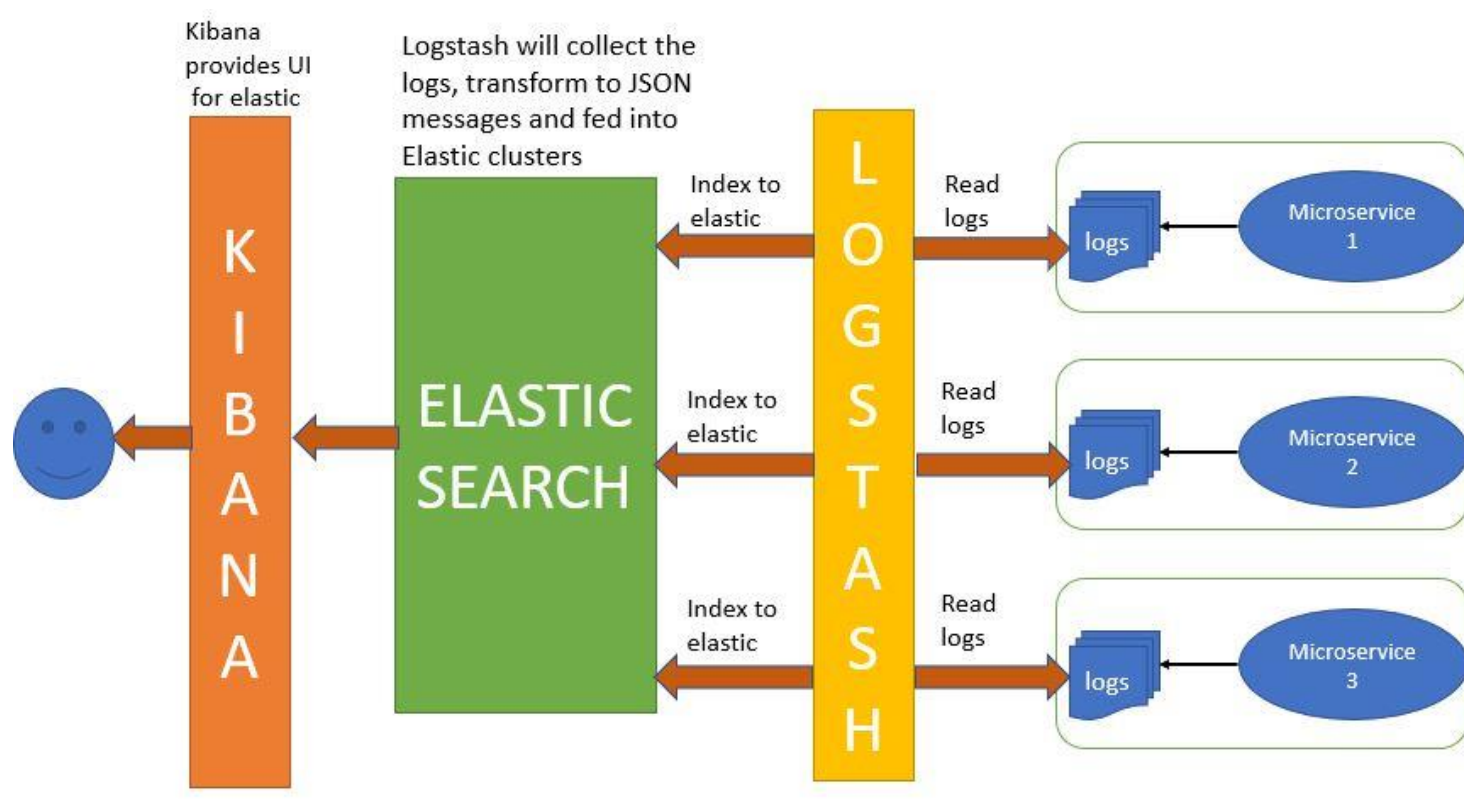 Kibana
provides UI
for elastic
Logstash will collect the
logs, transform to JSON
messages and fed into
Elastic clusters
KIBANA
ELASTIC
SEARCH
LOGSTASH
Index to
elastic
Read
logs
logs
Microservice
1
Index to
elastic
Read
logs
logs
Microservice
2
Index to
elastic
Read
logs
logs
Microservice
3